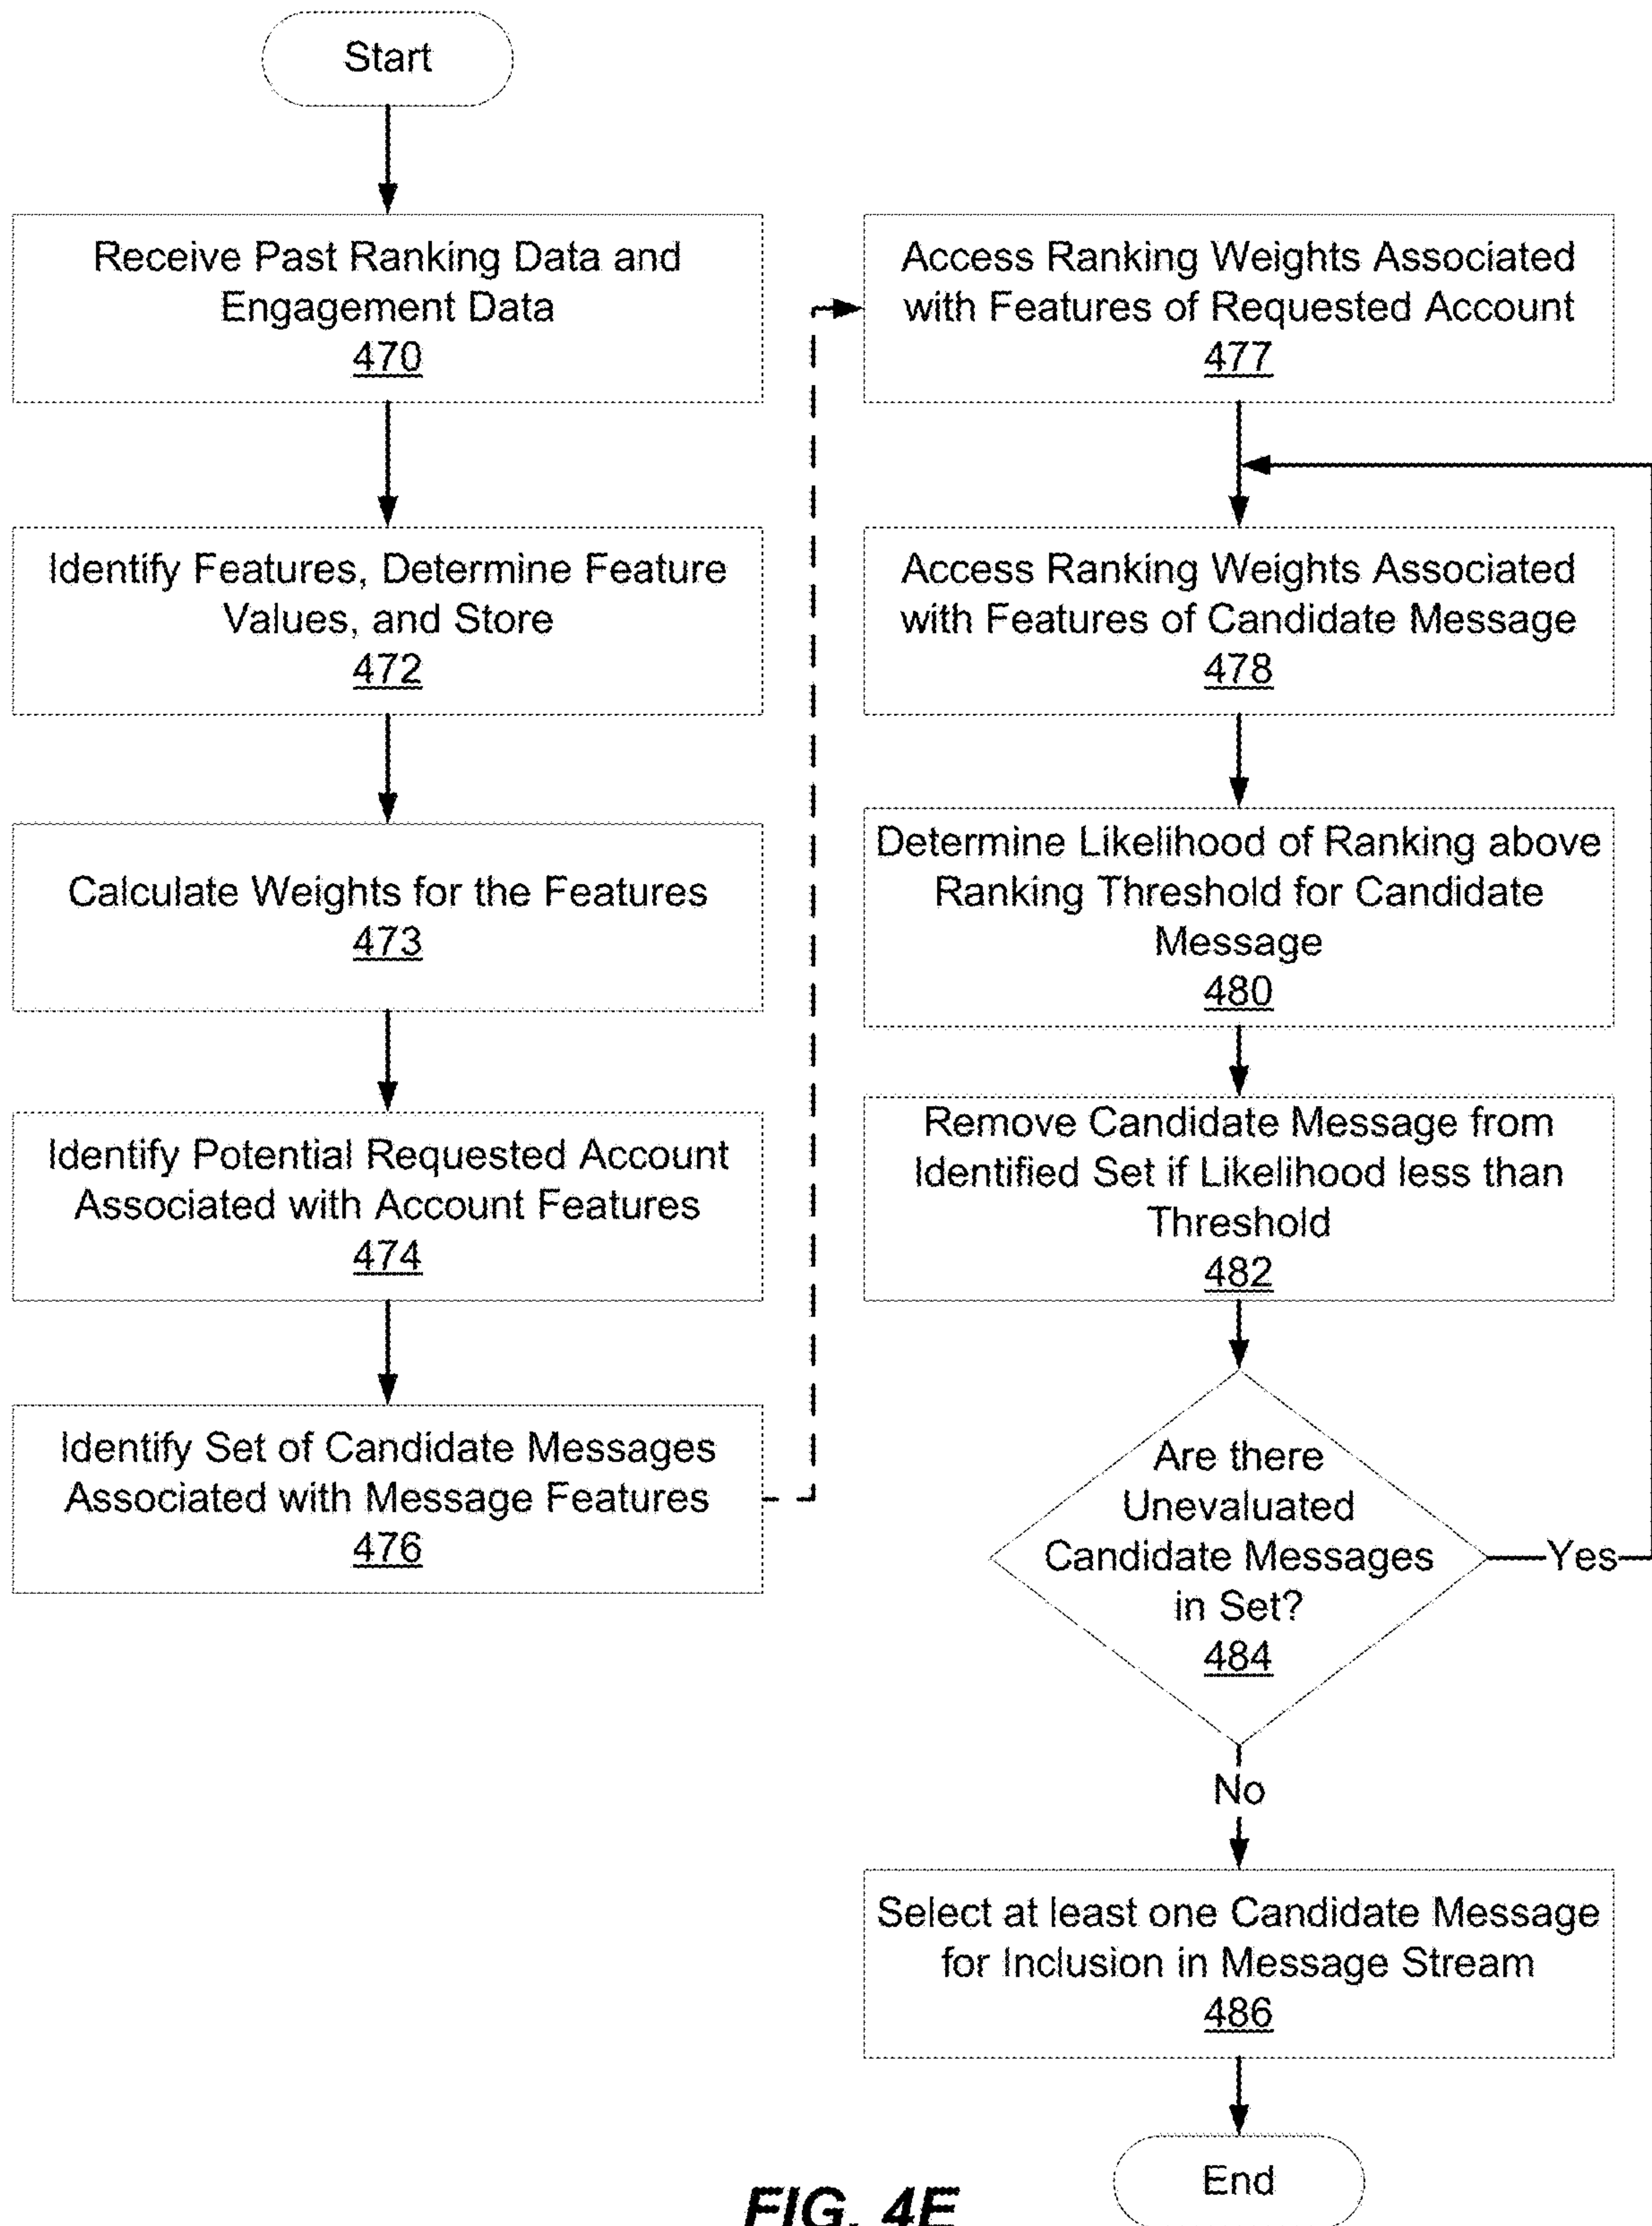 Start
Receive Past Ranking Data and
Engagement Data
470
Identify Features, Determine Feature
Values, and Store
472
Calculate Weights for the Features
473
Identify Potential Requested Account
Associated with Account Features
474
Identify Set of Candidate Messages
Associated with Message Features
476
Access Ranking Weights Associated
with Features of Requested Account
477
Access Ranking Weights Associated
with Features of Candidate Message
478
Determine Likelihood of Ranking above
Ranking Threshold for Candidate
Message
480
Remove Candidate Message from
Identified Set if Likelihood less than
Threshold
482
Are there
Unevaluated
Candidate Messages
in Set?
484
Yes
No
Select at least one Candidate Message
for Inclusion in Message Stream
486
End
FIG. 4E